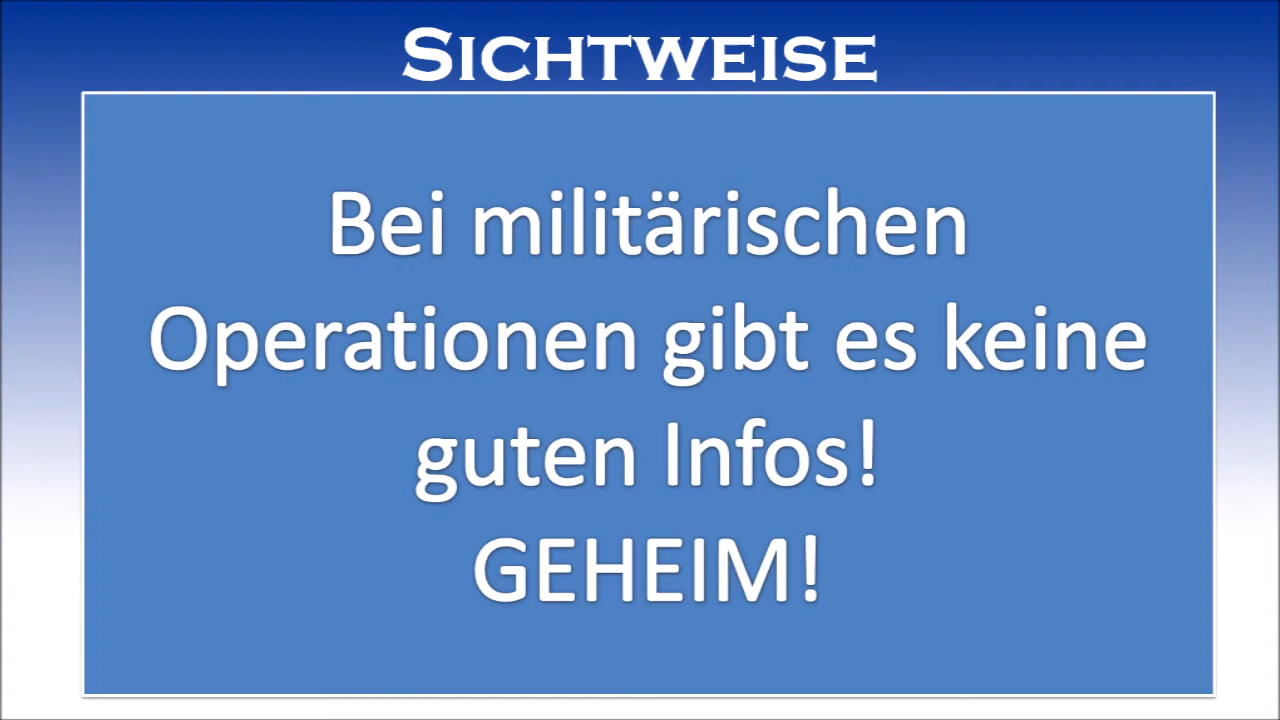 SICHTWEISE
Bei militärischen
Operationen gibt es keine
guten Infos!
GEHEIM!